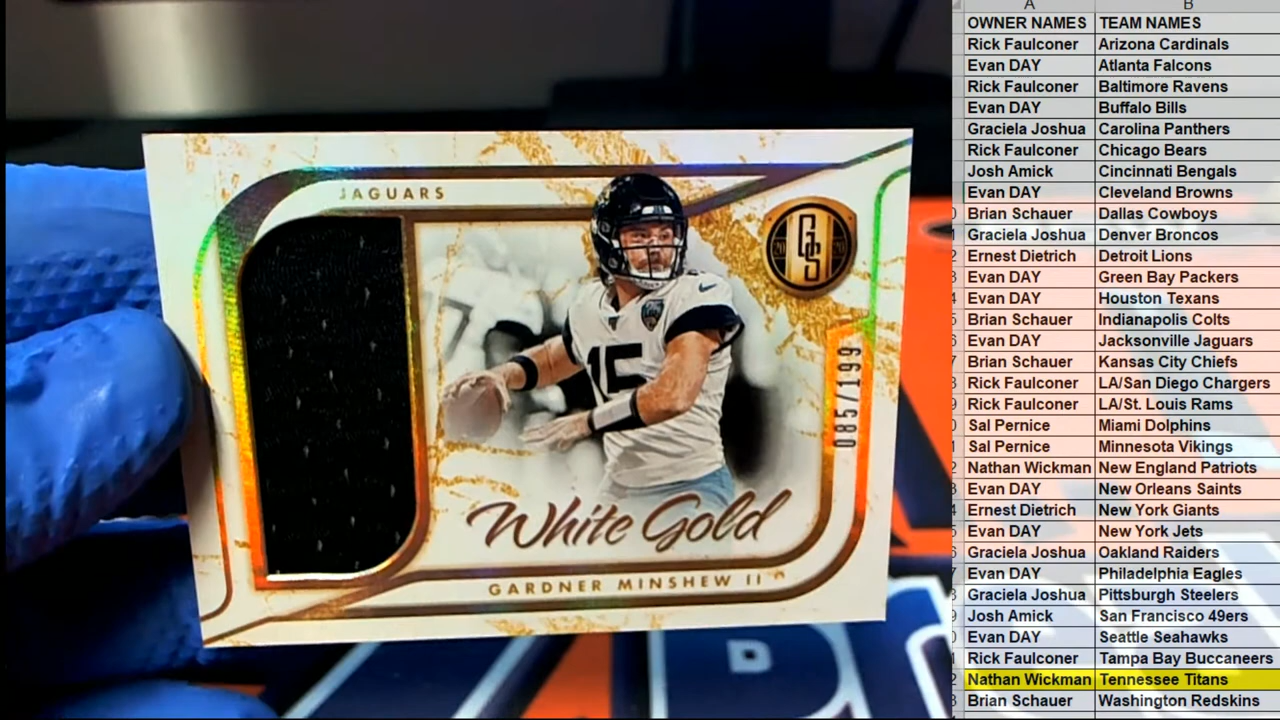 JAGUARS
GS
15
085/199
White Gold
GARDNER MINSHEW II
A B
OWNER NAMES TEAM NAMES
Rick Faulconer Arizona Cardinals
Evan DAY Atlanta Falcons
Rick Faulconer Baltimore Ravens
Evan DAY Buffalo Bills
Graciela Joshua Carolina Panthers
Rick Faulconer Chicago Bears
Josh Amick Cincinnati Bengals
Evan DAY Cleveland Browns
Brian Schauer Dallas Cowboys
Graciela Joshua Denver Broncos
Ernest Dietrich Detroit Lions
Evan DAY Green Bay Packers
Evan DAY Houston Texans
Brian Schauer Indianapolis Colts
Evan DAY Jacksonville Jaguars
Brian Schauer Kansas City Chiefs
Rick Faulconer LA/San Diego Chargers
Rick Faulconer LA/St. Louis Rams
Sal Pernice Miami Dolphins
Sal Pernice Minnesota Vikings
Nathan Wickman New England Patriots
Evan DAY New Orleans Saints
Ernest Dietrich New York Giants
Evan DAY New York Jets
Graciela Joshua Oakland Raiders
Evan DAY Philadelphia Eagles
Graciela Joshua Pittsburgh Steelers
Josh Amick San Francisco 49ers
Evan DAY Seattle Seahawks
Rick Faulconer Tampa Bay Buccaneers
Nathan Wickman Tennessee Titans
Brian Schauer Washington Redskins